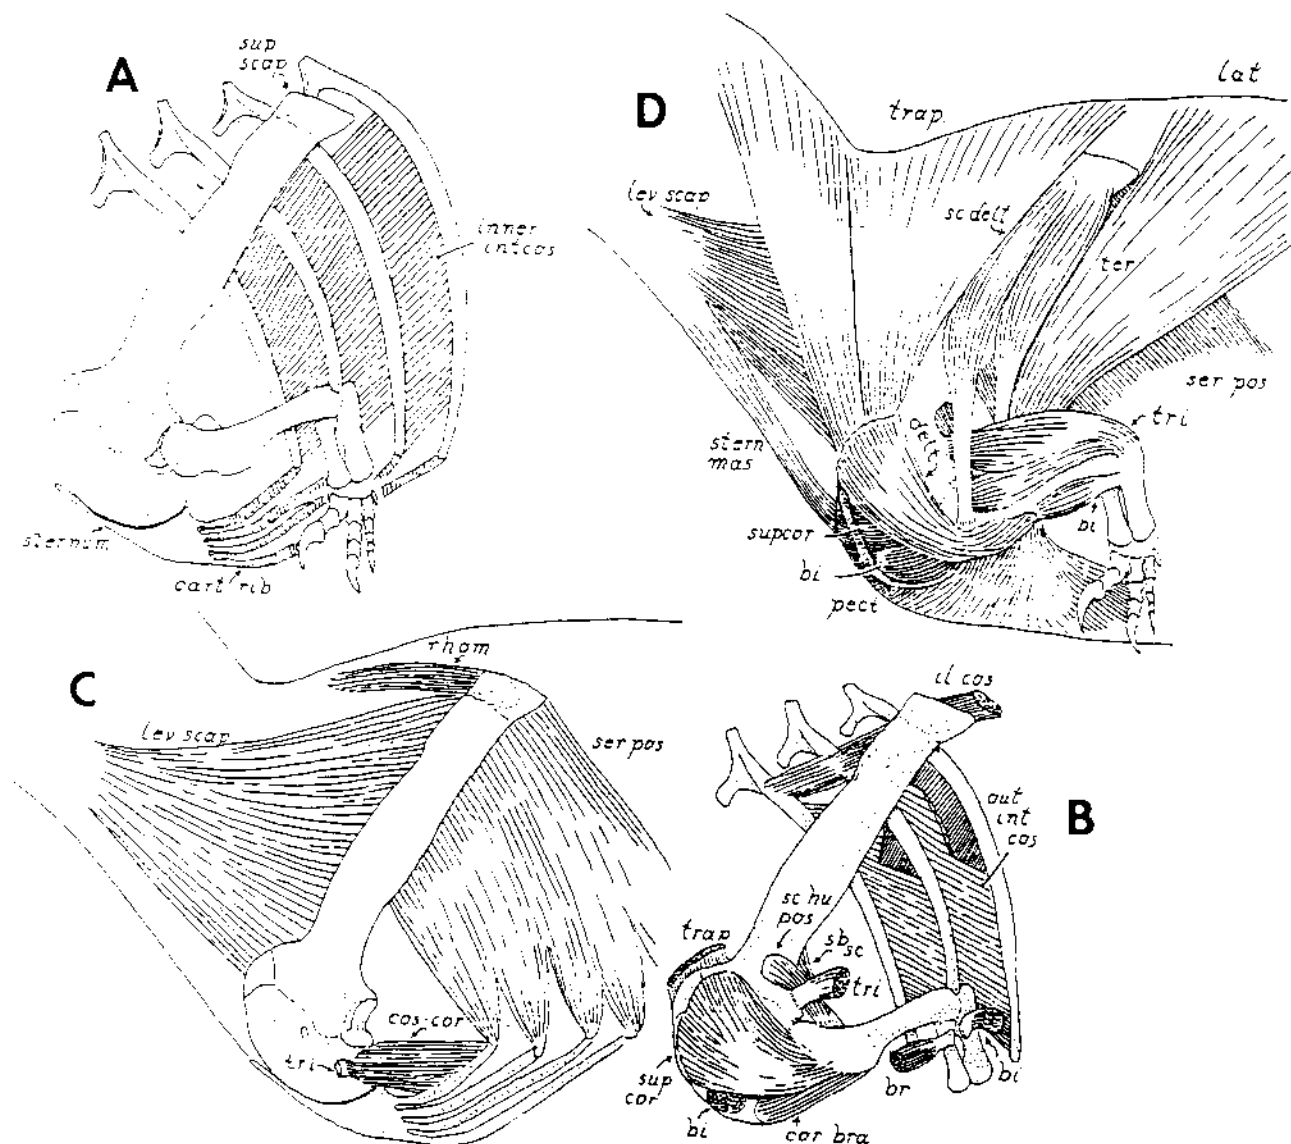 A
sup
scap
inner
intcos
sternum
cart rib
D
trap
lat
lev scap
sc delt
ter
ser pos
tri
delt
stern
mas
supcor
bi
bi
pect
C
rhom
lev scap
ser pos
cos-cor
tri
B
il cos
out
int
cos
sc hu
pos
trap
sb
sc
tri
sup
cor
bi
cor bra
br
bi